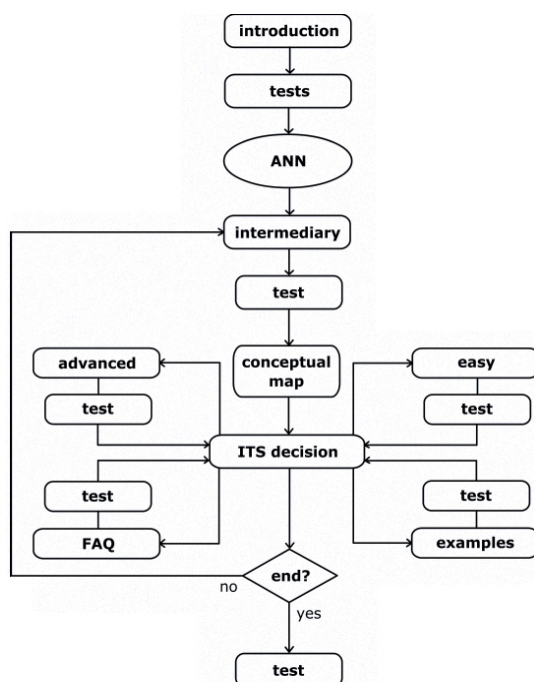 introduction
tests
ANN
intermediary
test
conceptual
map
advanced
easy
test
test
ITS decision
test
test
FAQ
examples
end?
no
yes
test